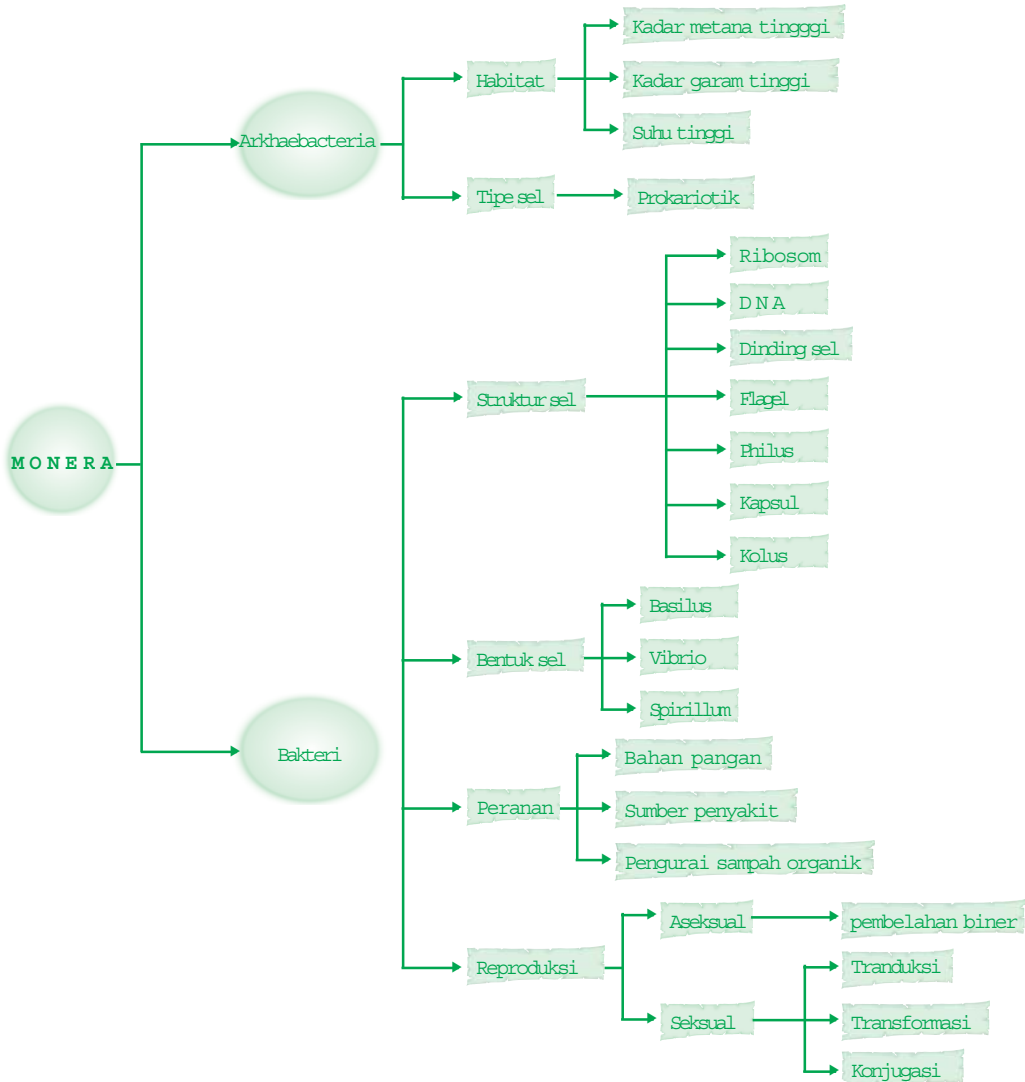 MONERA
Arkhaebacteria
Habitat
Kadar metana tingggi
Kadar garam tinggi
Suhu tinggi
Tipe sel
Prokariotik
Bakteri
Struktur sel
Ribosom
DNA
Dinding sel
Flagel
Philus
Kapsul
Kolus
Bentuk sel
Basilus
Vibrio
Spirillum
Peranan
Bahan pangan
Sumber penyakit
Pengurai sampah organik
Reproduksi
Aseksual
pembelahan biner
Seksual
Tranduksi
Transformasi
Konjugasi